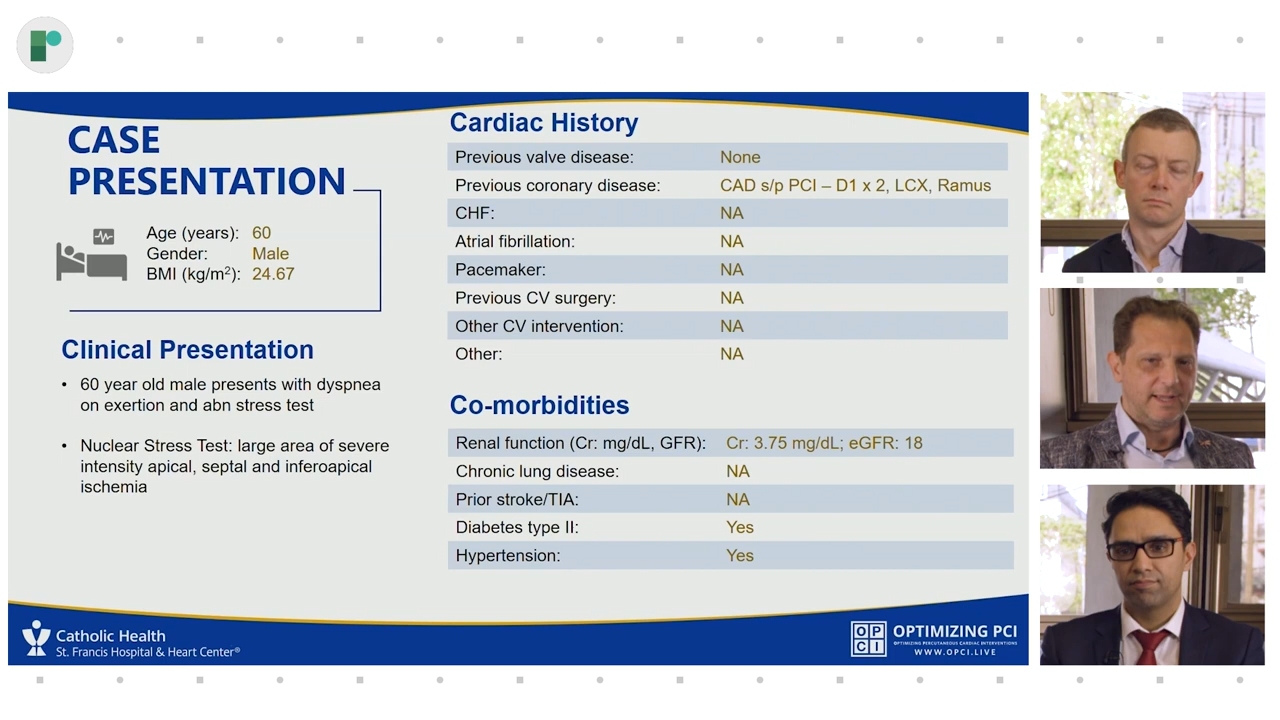 CASE
PRESENTATION
Age (years): 60
Gender: Male
BMI (kg/m²): 24.67
Clinical Presentation
• 60 year old male presents with dyspnea
on exertion and abn stress test
• Nuclear Stress Test: large area of severe
intensity apical, septal and inferoapical
ischemia
Cardiac History
Previous valve disease: None
Previous coronary disease: CAD s/p PCI – D1 x 2, LCX, Ramus
CHF: NA
Atrial fibrillation: NA
Pacemaker: NA
Previous CV surgery: NA
Other CV intervention: NA
Other: NA
Co-morbidities
Renal function (Cr: mg/dL, GFR): Cr: 3.75 mg/dL; eGFR: 18
Chronic lung disease: NA
Prior stroke/TIA: NA
Diabetes type II: Yes
Hypertension: Yes
Catholic Health
St. Francis Hospital & Heart Center®
OP
CI
OPTIMIZING PCI
OPTIMIZING PERCUTANEOUS CARDIAC INTERVENTIONS
WWW.OPCI.LIVE